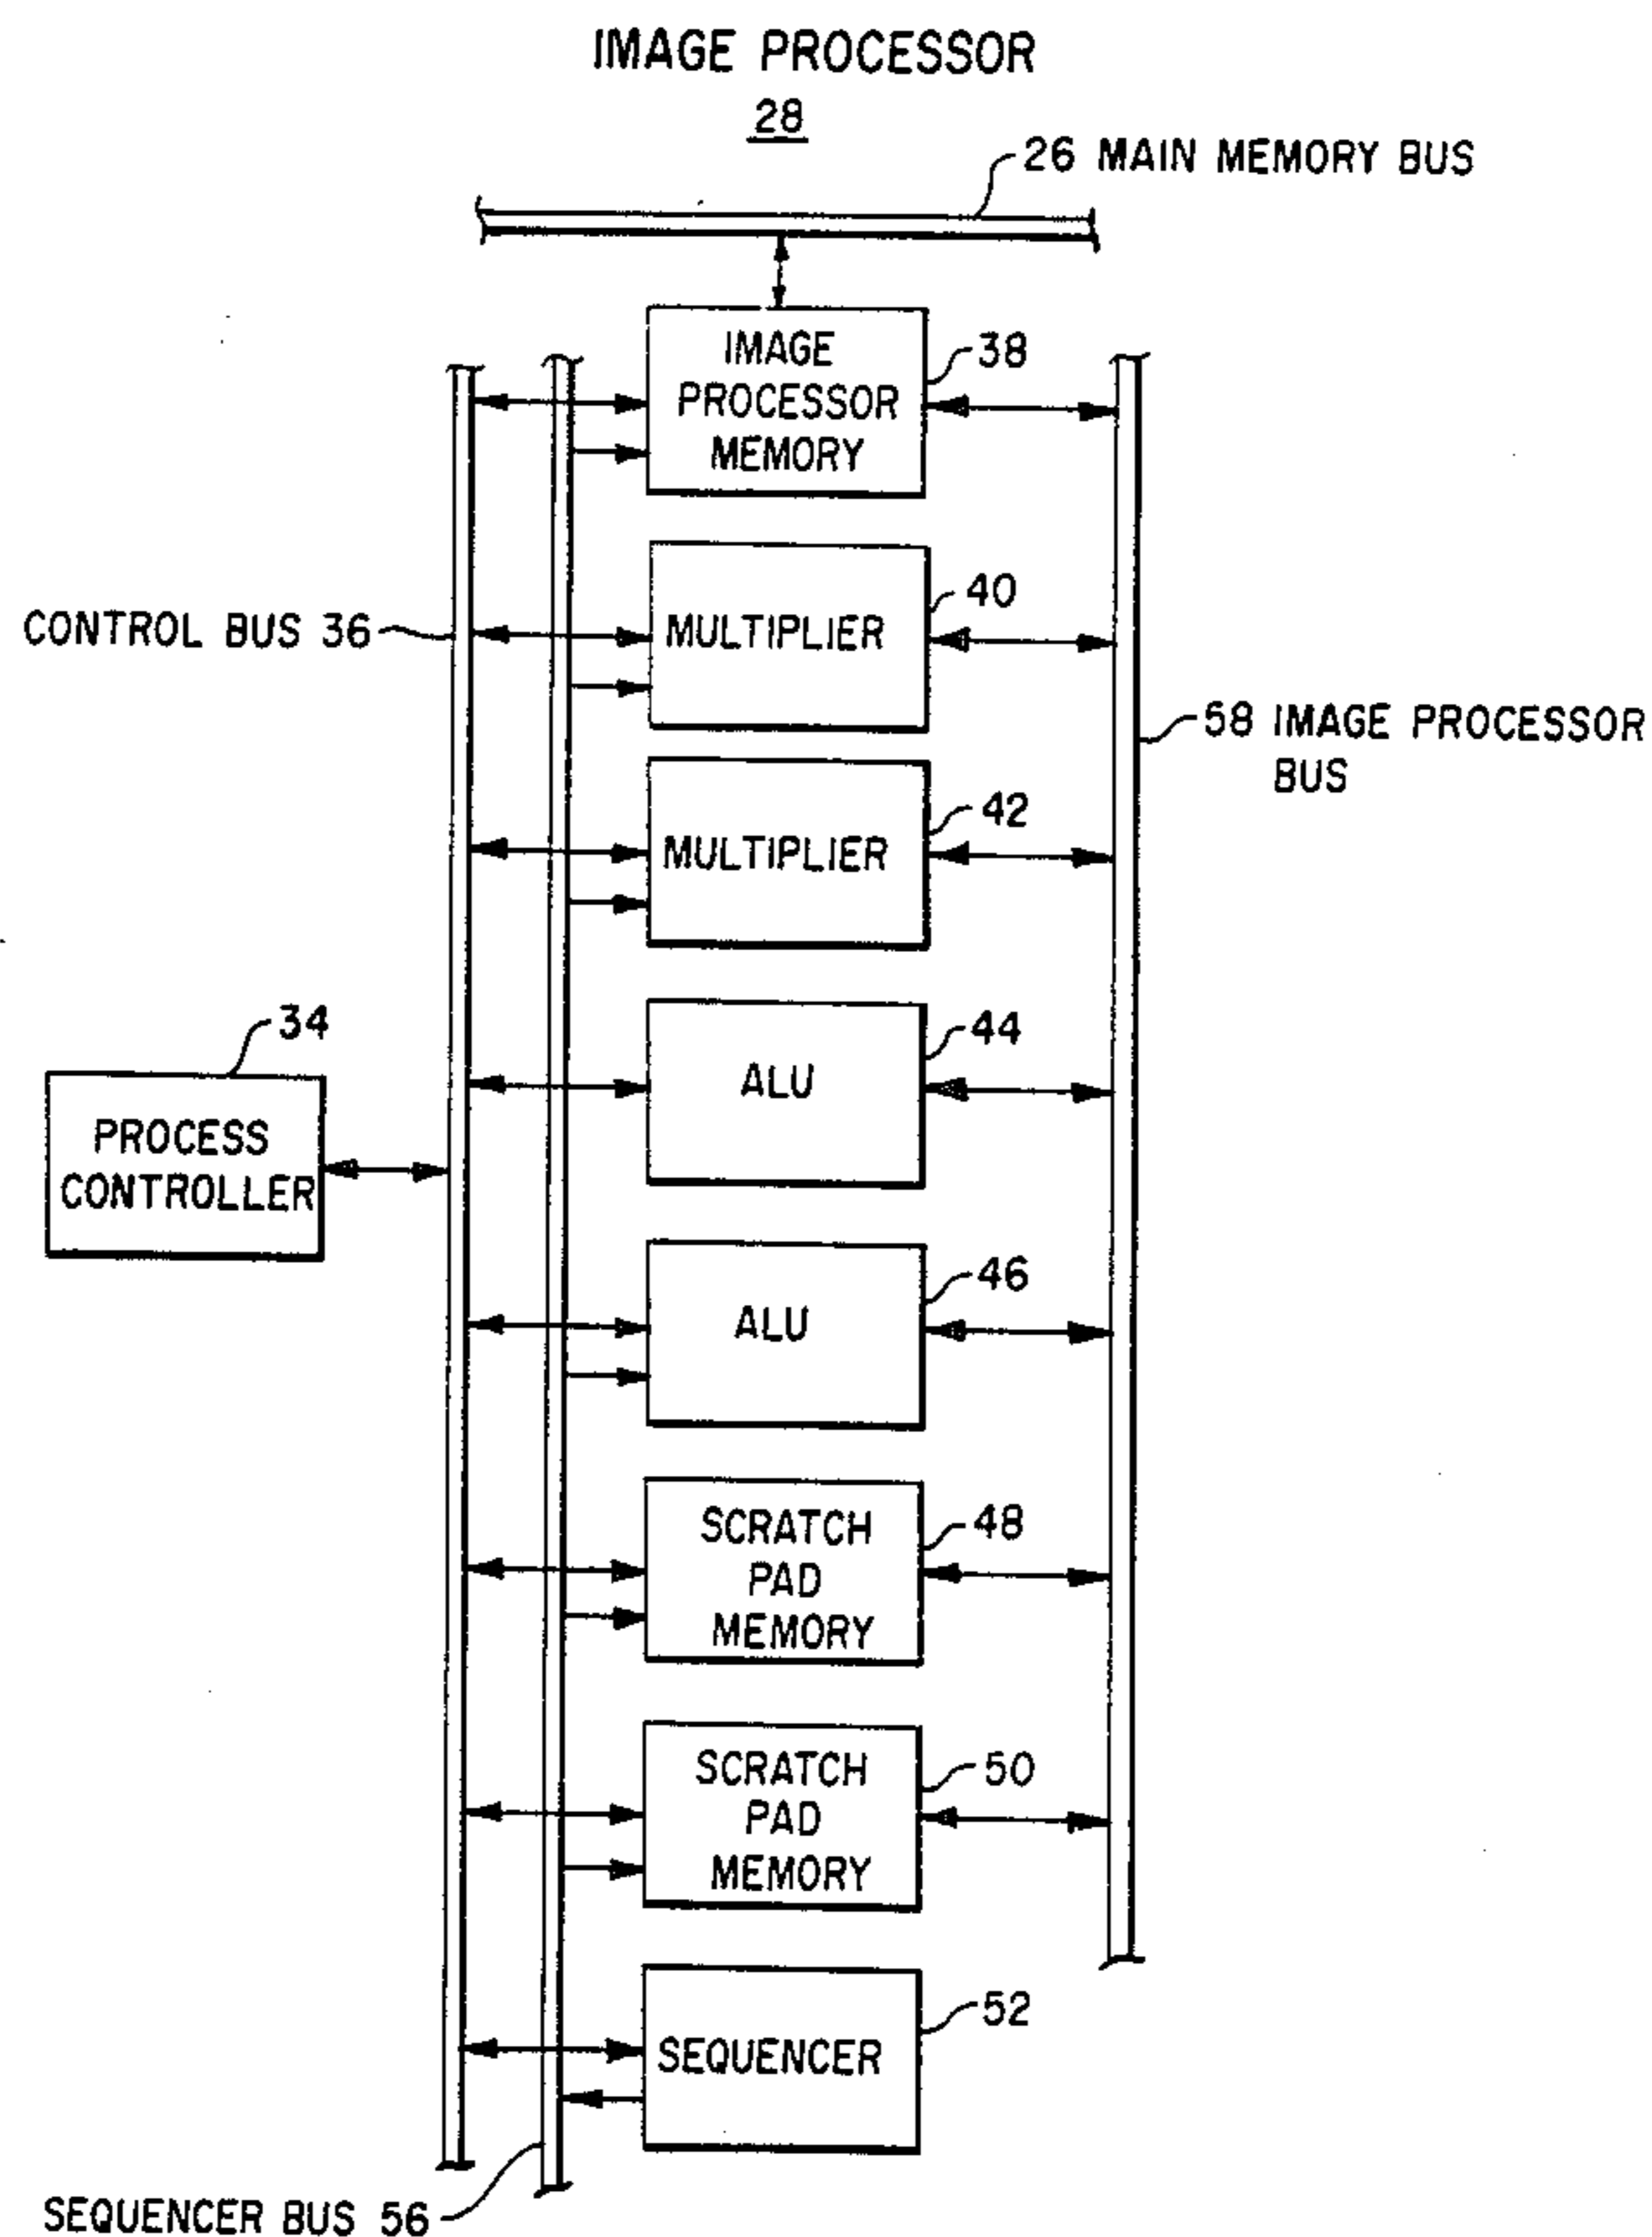 IMAGE PROCESSOR
28
26 MAIN MEMORY BUS
IMAGE
PROCESSOR
MEMORY
38
CONTROL BUS 36
MULTIPLIER
40
58 IMAGE PROCESSOR
BUS
MULTIPLIER
42
34
PROCESS
CONTROLLER
ALU
44
ALU
46
SCRATCH
PAD
MEMORY
48
SCRATCH
PAD
MEMORY
50
SEQUENCER
52
SEQUENCER BUS 56